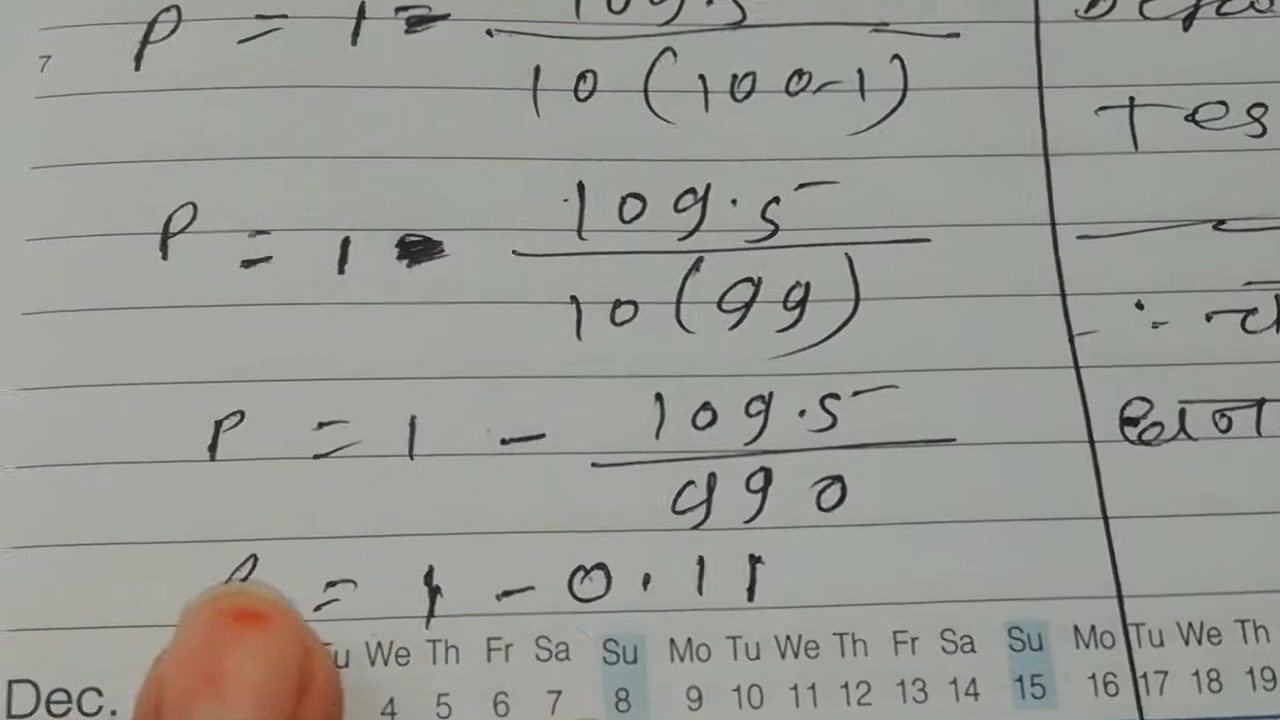 P = 1 - 109.5
7
10 (100-1)
P = 1 - 109.5
10 (99)
P = 1 - 109.5
990
P = 1 - 0.11
Tes
∵
धान
We Th Fr Sa Su Mo Tu We Th Fr Sa Su Mo Tu We Th
Dec. 4 5 6 7 8 9 10 11 12 13 14 15 16 17 18 19